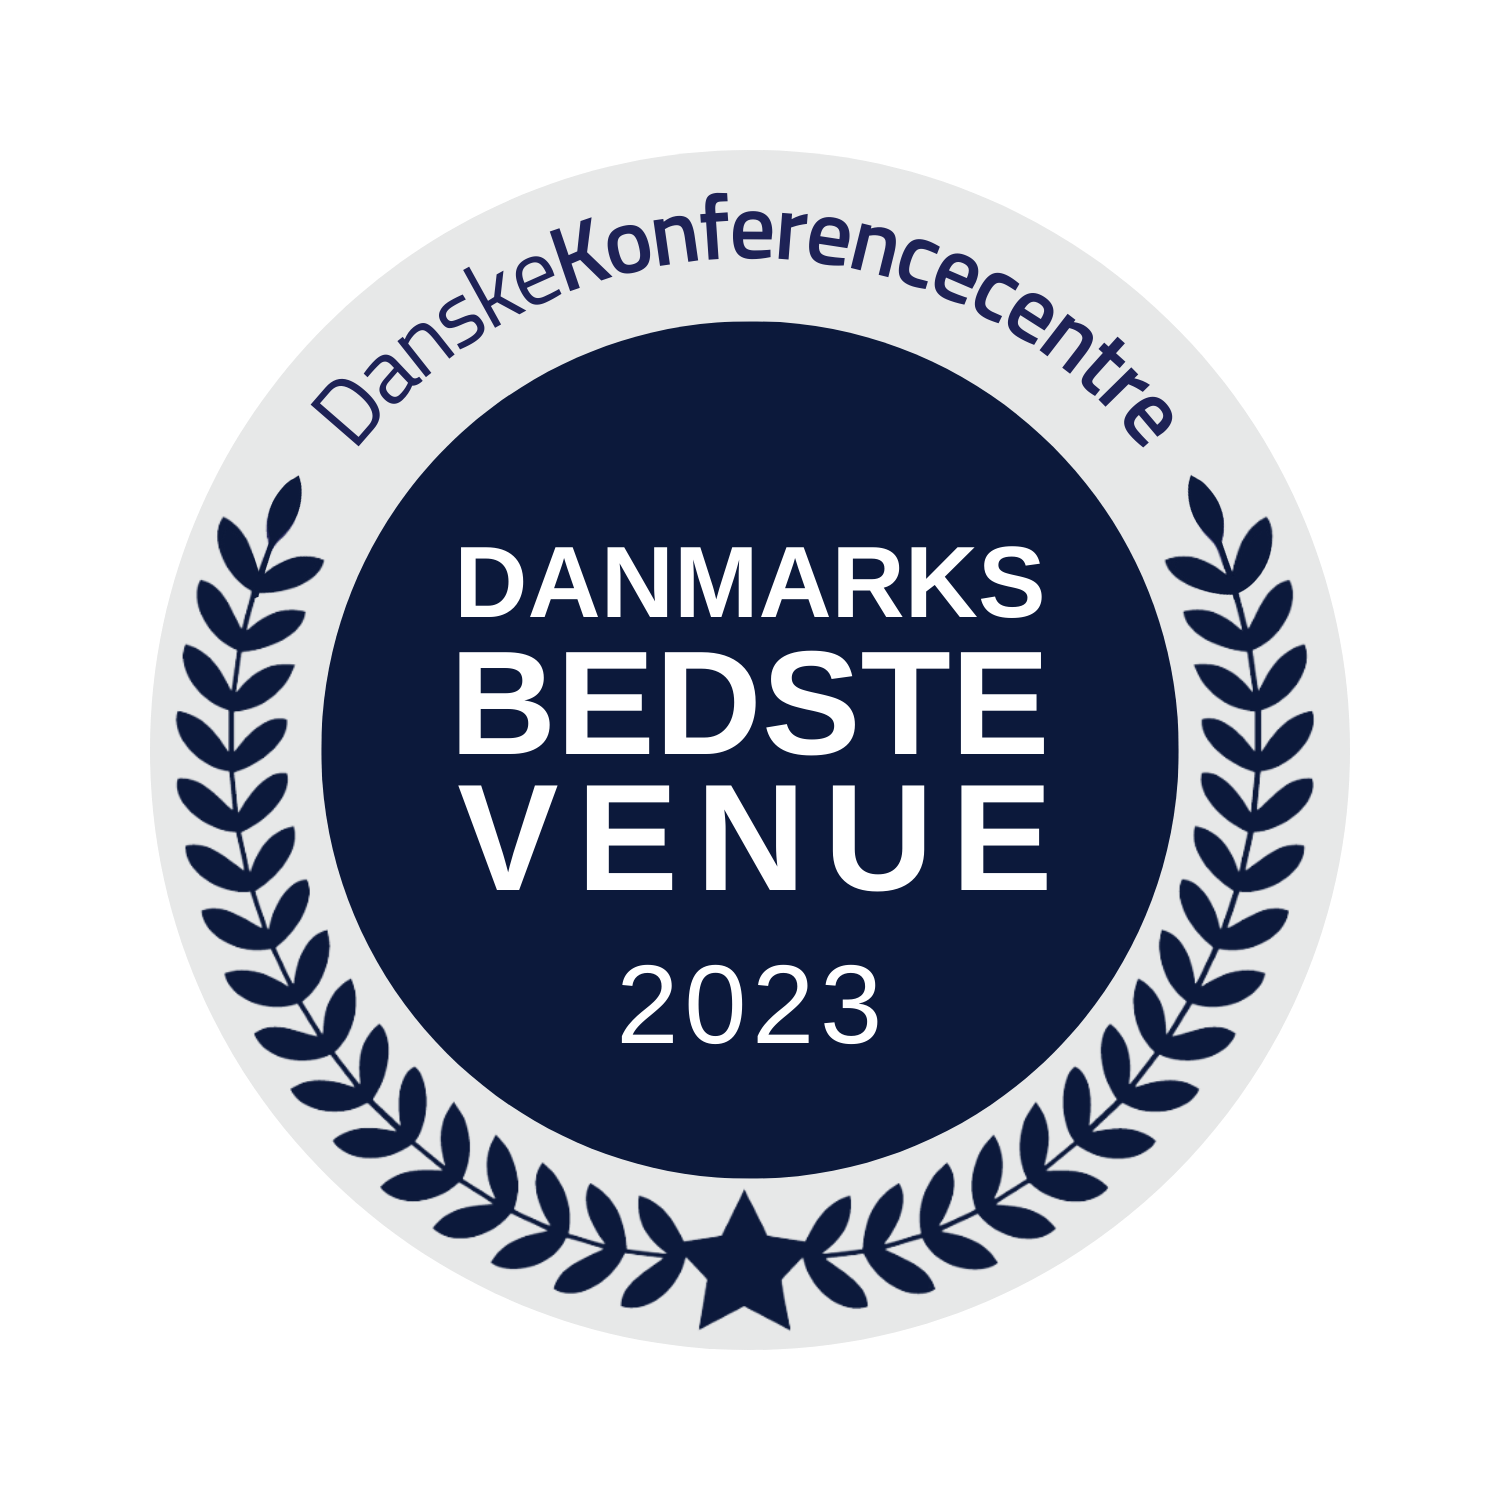 DanskeKonferencecentre
DANMARKS
BEDSTE
VENUE
2023